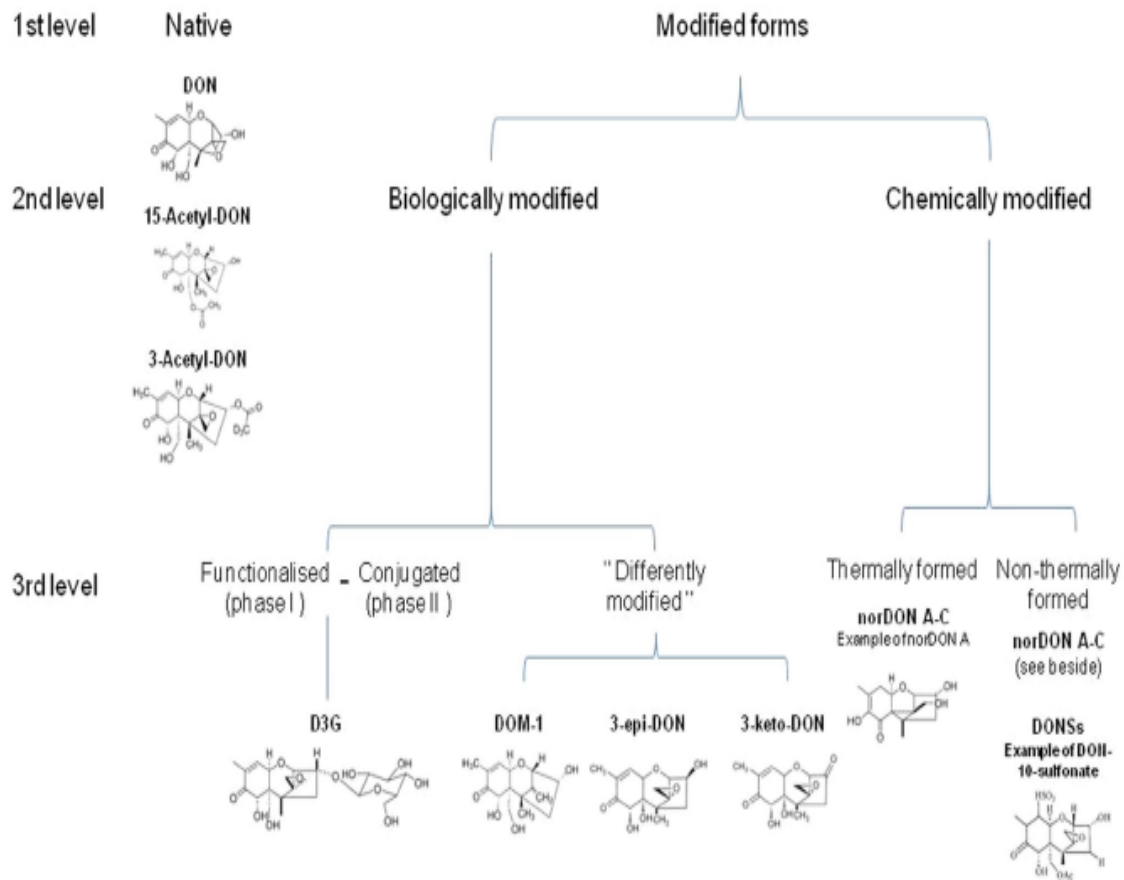 1st level
Native
Modified forms
DON
2nd level
Biologically modified
Chemically modified
15-Acetyl-DON
3-Acetyl-DON
3rd level
Functionalised - Conjugated
(phase I ) (phase II )
"Differently
modified"
Thermally formed
norDON A-C
Example of norDON A
Non-thermally
formed
norDON A-C
(see beside)
D3G
DOM-1
3-epi-DON
3-keto-DON
DONSs
Example of DON-
10-sulfonate